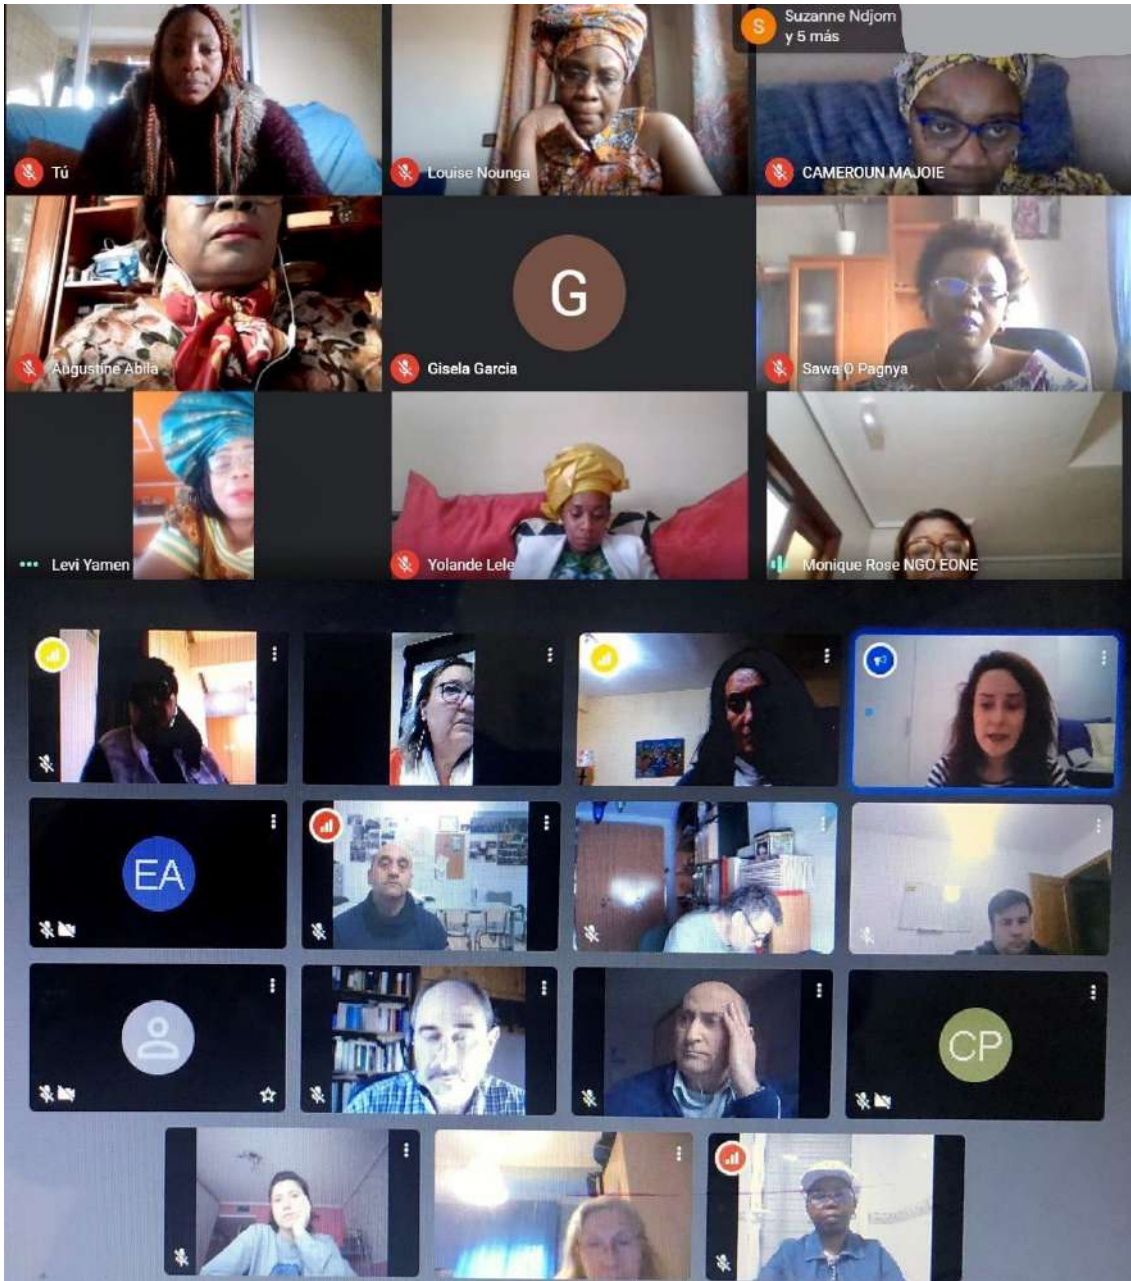 S
Suzanne Ndjom
y 5 más
Tú
Louise Nounga
CAMEROUN MAJOIE
Augustine Abila
G
Gisela Garcia
Sawa O Pagnya
Levi Yamen
Yolande Lele
Monique Rose NGO EONE
EA
CP